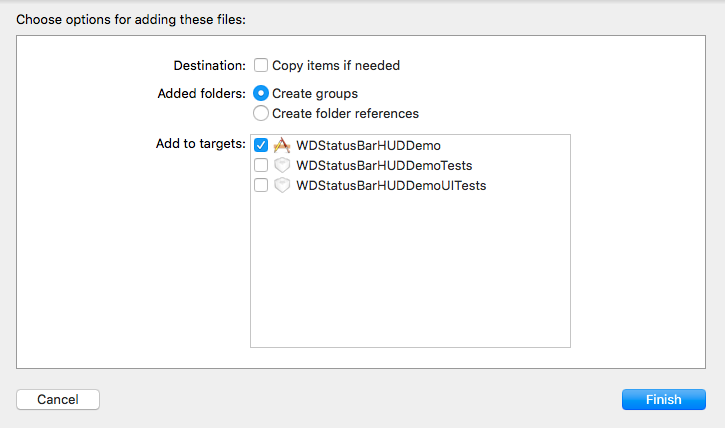 Choose options for adding these files:
Destination: Copy items if needed
Added folders: Create groups
Create folder references
Add to targets: WDStatusBarHUDDemo
WDStatusBarHUDDemoTests
WDStatusBarHUDDemoUITests
Cancel Finish